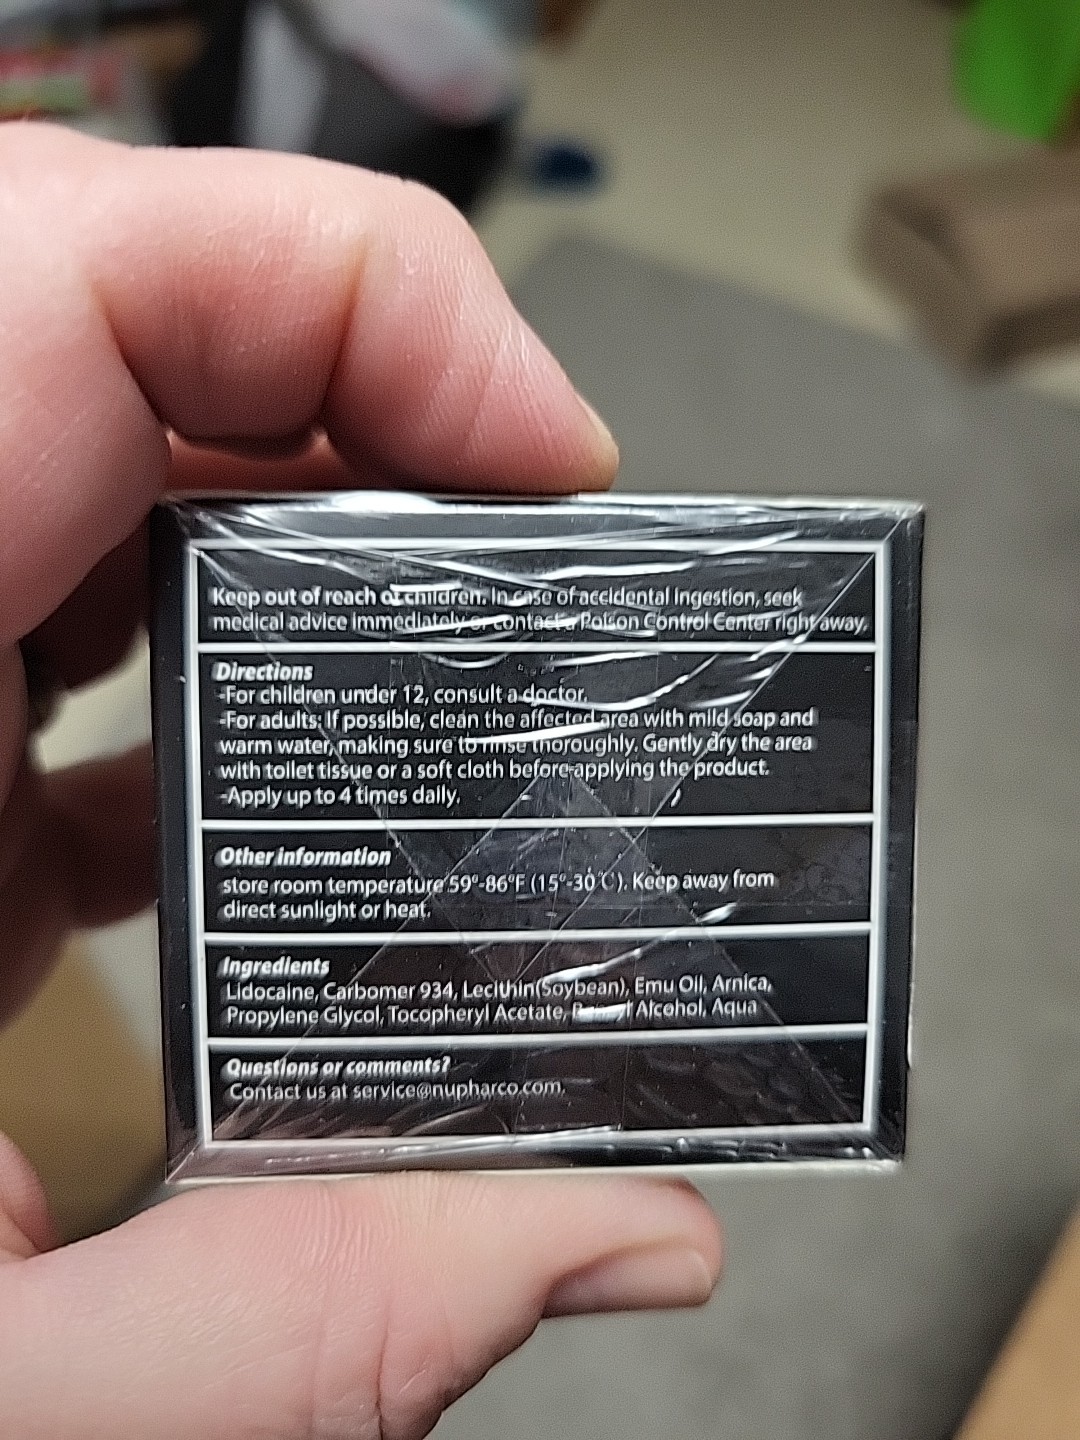 Keep out of reach of children. In case of accidental ingestion, seek
medical advice immediately or contact a Poison Control Center right away.
Directions
-For children under 12, consult a doctor.
-For adults: If possible, clean the affected area with mild soap and
warm water, making sure to rinse thoroughly. Gently dry the area
with toilet tissue or a soft cloth before applying the product.
-Apply up to 4 times daily.
Other information
store room temperature 59°-86°F (15°-30℃). Keep away from
direct sunlight or heat.
Ingredients
Lidocaine, Carbomer 934, Lecithin(Soybean), Emu Oil, Arnica,
Propylene Glycol, Tocopheryl Acetate, Alcohol, Aqua
Questions or comments?
Contact us at service@nupharco.com.